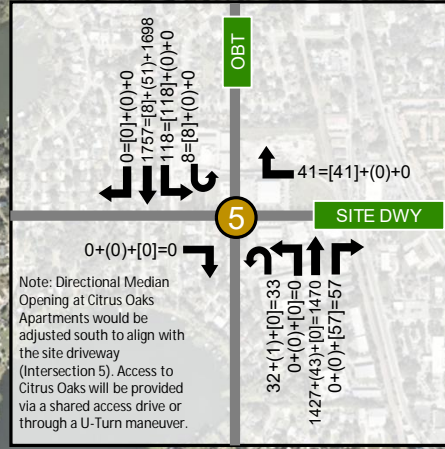 OBT
0=[0]+(0)+0
1757=[8]+(51)+1698
118=[118]+(0)+0
8=[8]+(0)+0
41=[41]+(0)+0
5
SITE DWY
0+(0)+[0]=0
32+(1)+[0]=33
0+(0)+[0]=0
1427+(43)+[0]=1470
0+(0)+[57]=57
Note: Directional Median
Opening at Citrus Oaks
Apartments would be
adjusted south to align with
the site driveway
(Intersection 5). Access to
Citrus Oaks will be provided
via a shared access drive or
through a U-Turn maneuver.